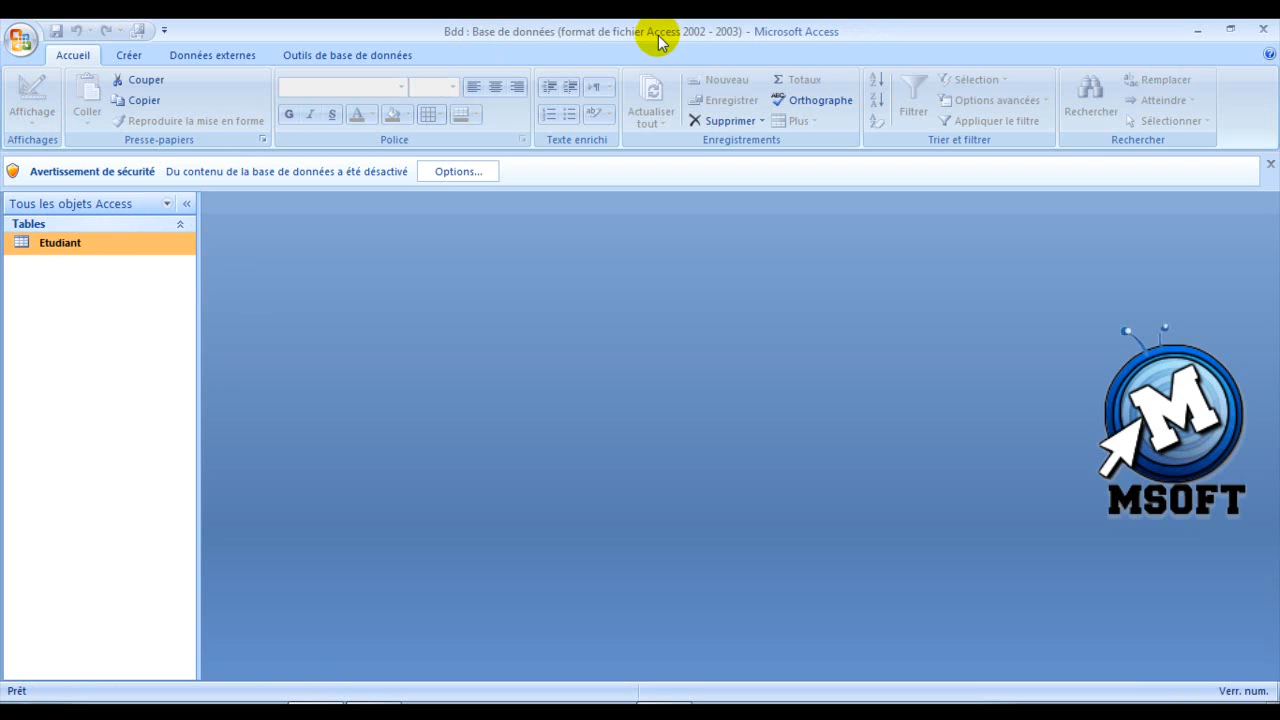 Bdd : Base de données (format de fichier Access 2002 - 2003) - Microsoft Access
Accueil Créer Données externes Outils de base de données
Affichage
Coller
Couper
Copier
Reproduire la mise en forme
G I S A
Actualiser tout
Nouveau
Enregistrer
Supprimer
Totaux
Orthographe
Plus
Filtrer
Sélection
Options avancées
Appliquer le filtre
Rechercher
Remplacer
Atteindre
Sélectionner
Affichages Presse-papiers Police Texte enrichi Enregistrements Trier et filtrer Rechercher
Avertissement de sécurité Du contenu de la base de données a été désactivé Options...
Tous les objets Access
Tables
Etudiant
M
MSOFT
Prêt Verr. num.